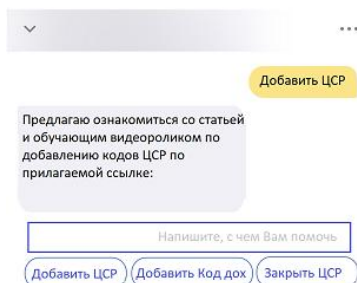 Добавить ЦСР
Предлагаю ознакомиться со статьей
и обучающим видеороликом по
добавлению кодов ЦСР по
прилагаемой ссылке:
Напишите, с чем Вам помочь
Добавить ЦСР Добавить Код дох Закрыть ЦСР